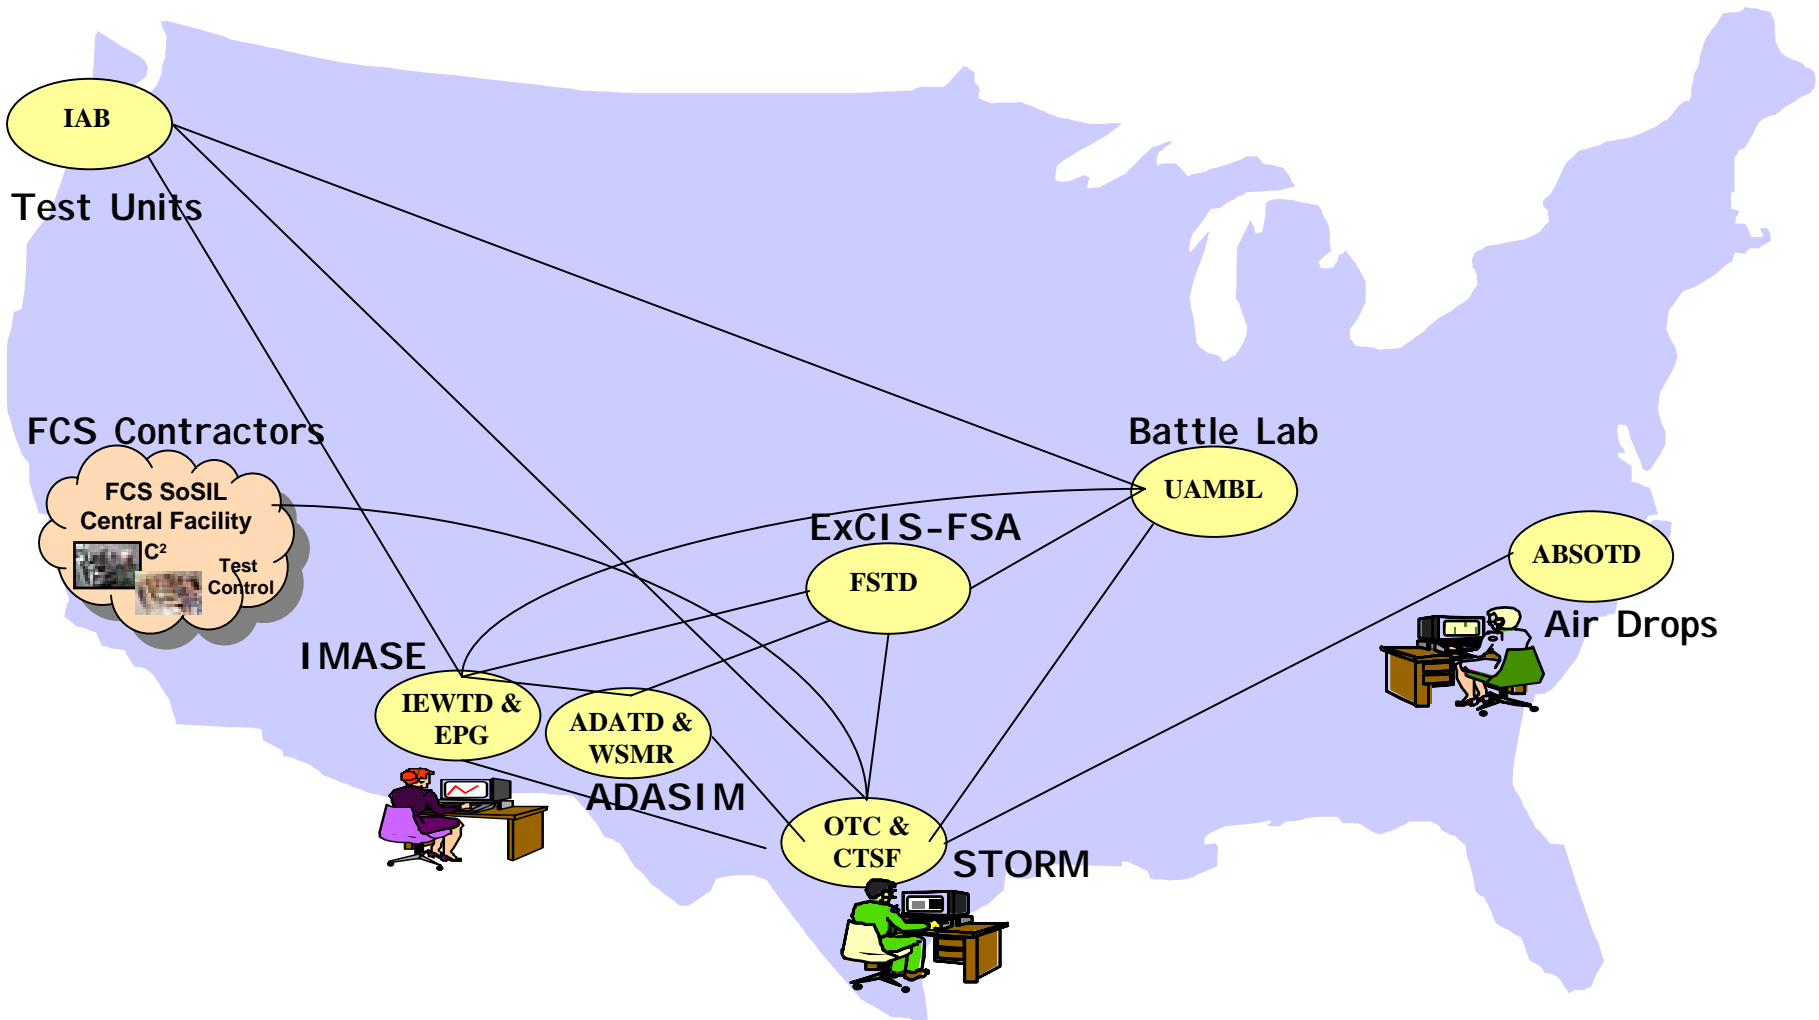 IAB
Test Units
FCS Contractors
FCS SoSIL
Central Facility
C²
Test
Control
Battle Lab
UAMBL
ExCIS-FSA
FSTD
ABSOTD
Air Drops
IMASE
IEWTD &
EPG
ADATD &
WSMR
ADASIM
OTC &
CTSF
STORM